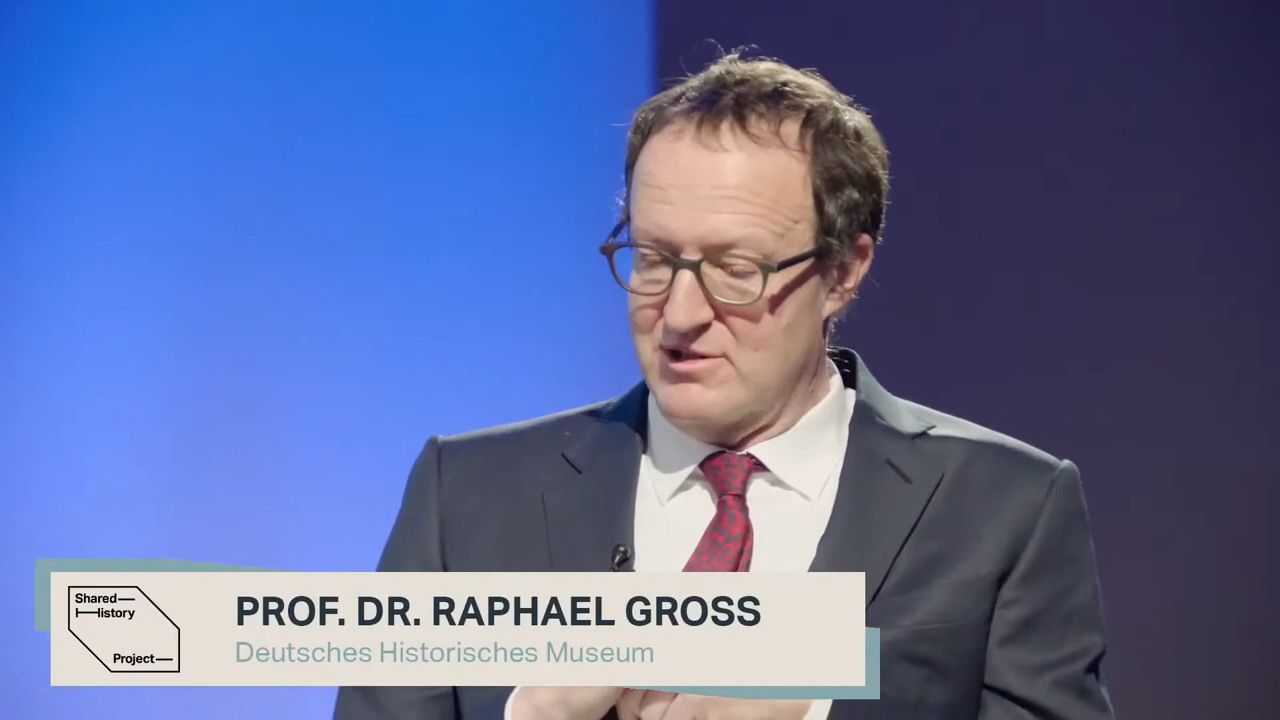 Shared
History
Project
PROF. DR. RAPHAEL GROSS
Deutsches Historisches Museum